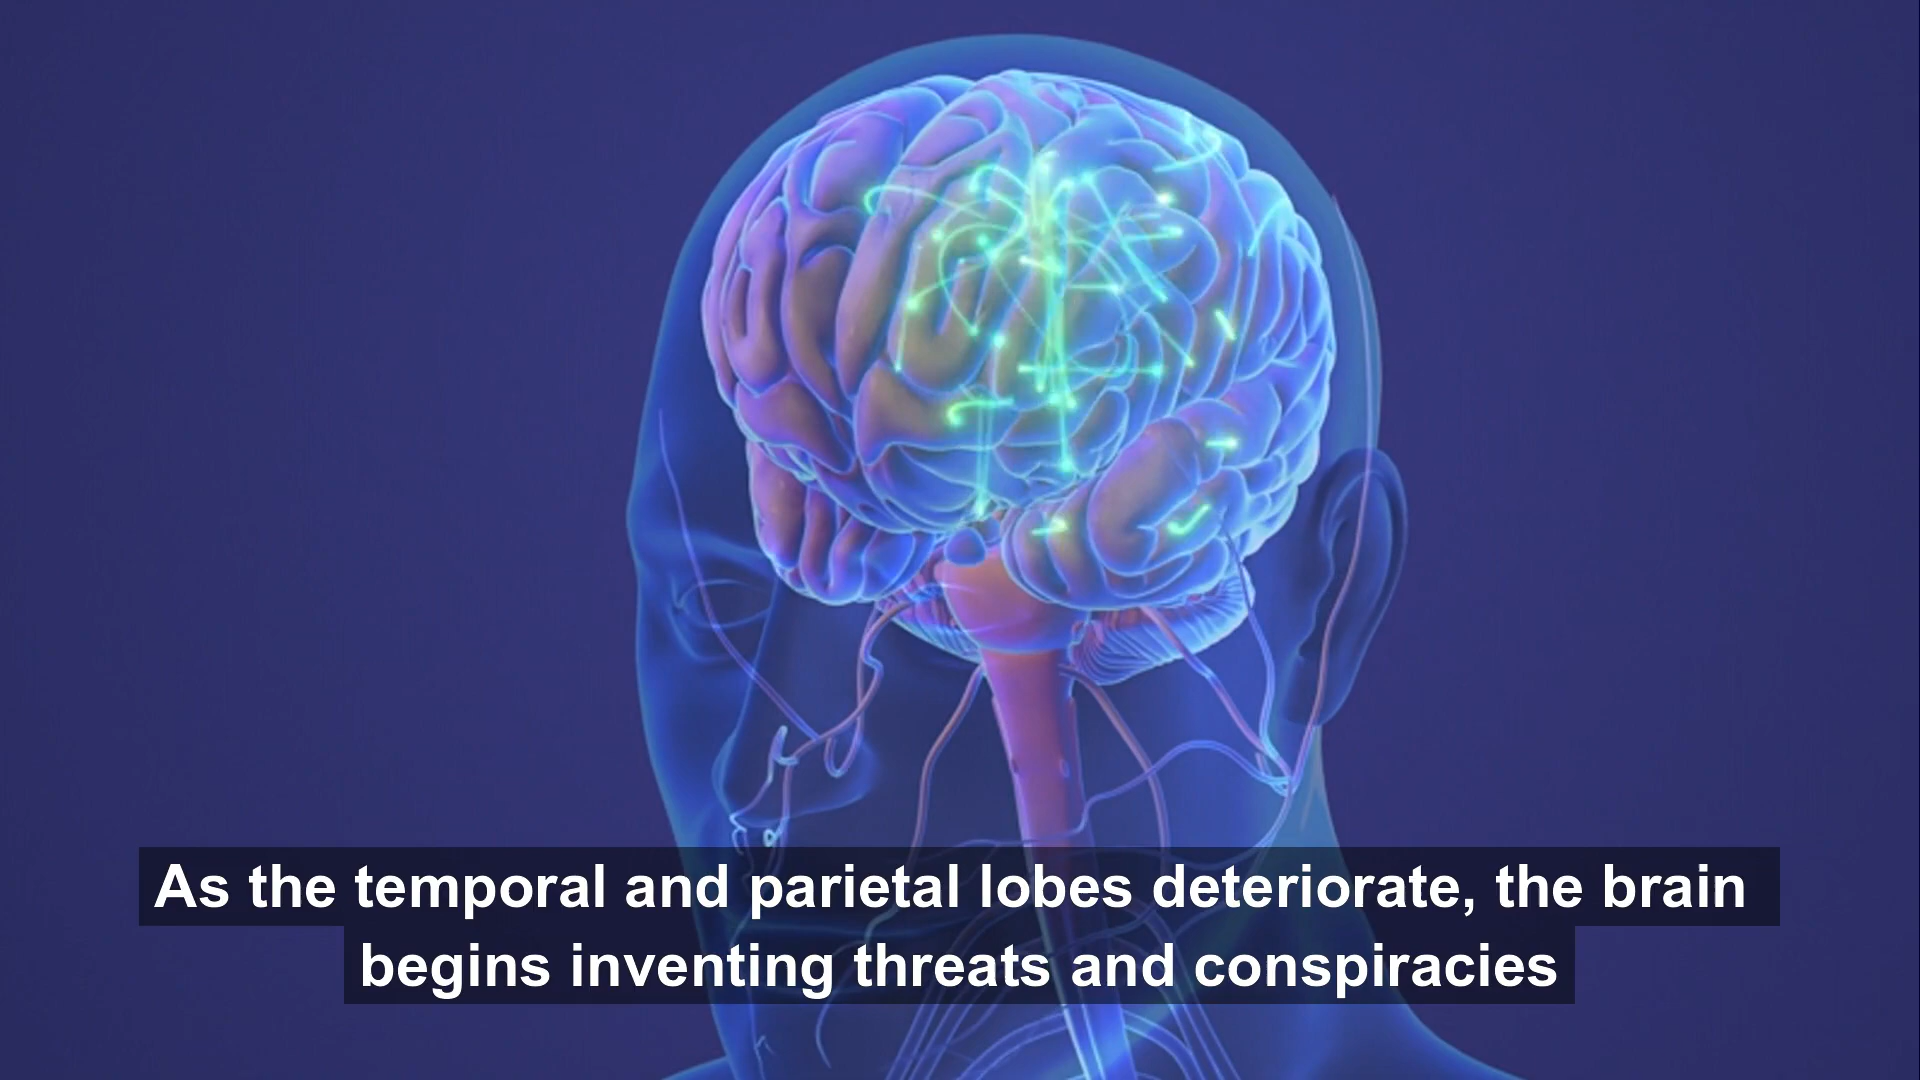 As the temporal and parietal lobes deteriorate, the brain
begins inventing threats and conspiracies